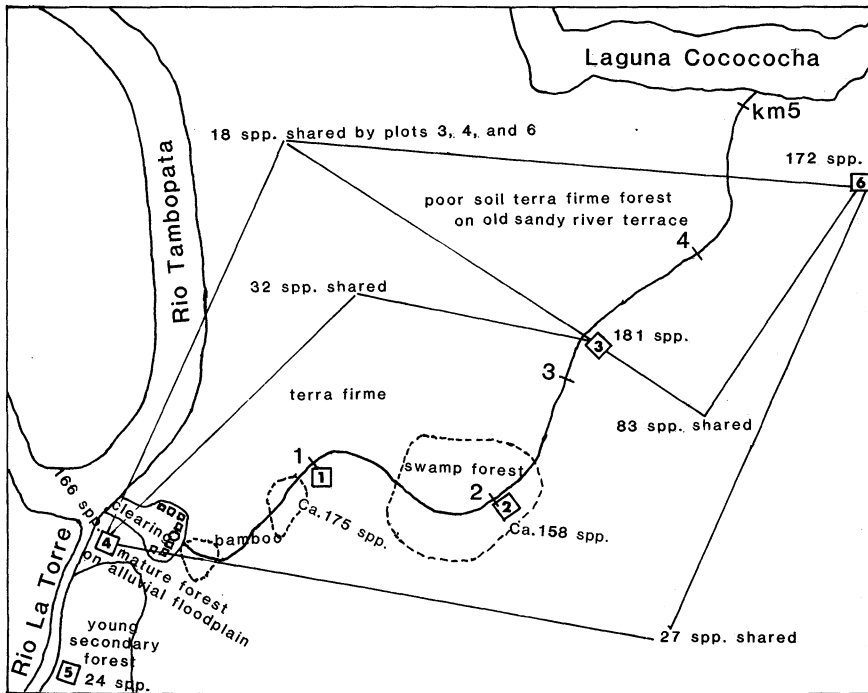 Laguna Cocococha
km5
18 spp. shared by plots 3, 4, and 6
172 spp.
6
Rio Tambopata
poor soil terra firme forest
on old sandy river terrace
4
32 spp. shared
181 spp.
3
3
terra firme
83 spp. shared
1
1
swamp forest
2
2
166 spp.
clearing
Ca.175 spp.
Ca.158 spp.
bamboo
4
mature forest
on alluvial floodplain
Rio La Torre
27 spp. shared
young
secondary
forest
5
24 spp.